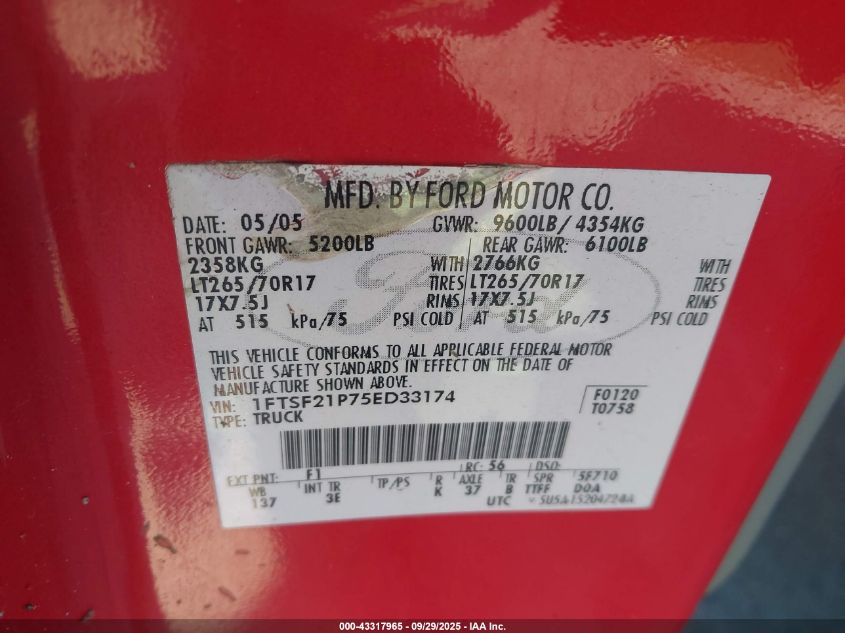 MFD. BY FORD MOTOR CO.
DATE: 05/05 GVWR: 9600LB/ 4354KG
FRONT GAWR: 5200LB REAR GAWR: 6100LB
2358KG WITH 2766KG WITH
LT265/70R17 TIRES LT265/70R17 TIRES
17X7.5J RIMS 17X7.5J RIMS
AT 515 kPa/75 PSI COLD AT 515 kPa/75 PSI COLD
THIS VEHICLE CONFORMS TO ALL APPLICABLE FEDERAL MOTOR
VEHICLE SAFETY STANDARDS IN EFFECT ON THE DATE OF
MANUFACTURE SHOWN ABOVE.
VIN: 1FTSF21P75ED33174 F0120
TYPE: TRUCK T0758
EXT PNT: F1 RC: 56 DSO: 5F710
WB INT TR TP/PS R AXLE TR SPR
137 3E K 37 B TTFF DQA
UTC
Ford
000-43317965 - 09/29/2025 - IAA Inc.